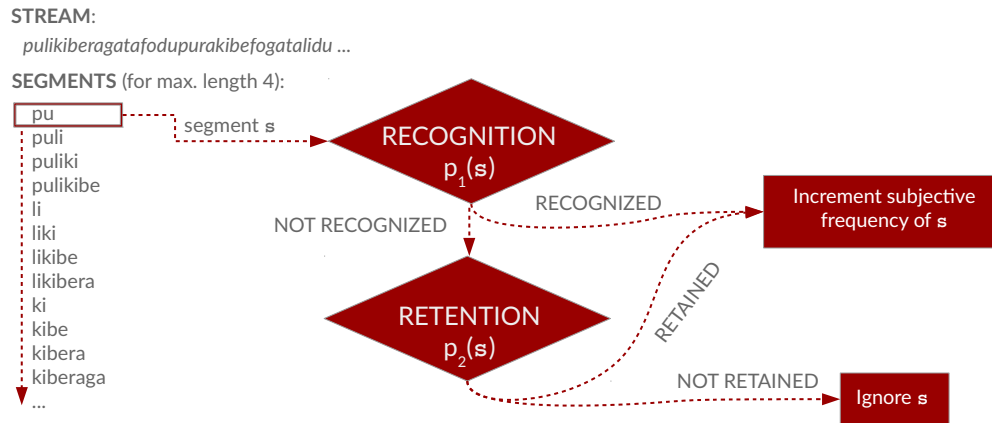 STREAM:
pulikiberagatafodupurakibefogatalidu ...
SEGMENTS (for max. length 4):
pu
puli
puliki
pulikibe
li
liki
likibe
likibera
ki
kibe
kibera
kiberaga
...
segment s
RECOGNITION
p1(s)
RECOGNIZED
NOT RECOGNIZED
Increment subjective
frequency of s
RETENTION
p2(s)
RETAINED
NOT RETAINED
Ignore s